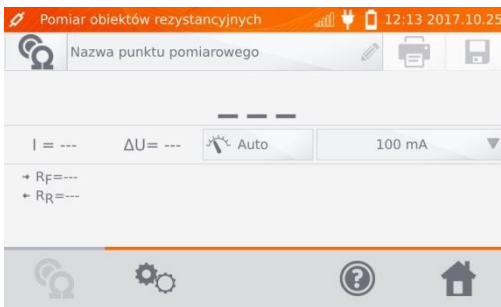 Pomiar obiektów rezystancyjnych 12:13 2017.10.25
Nazwa punktu pomiarowego
---
I = --- ΔU= --- Auto 100 mA
RF=---
RR=---